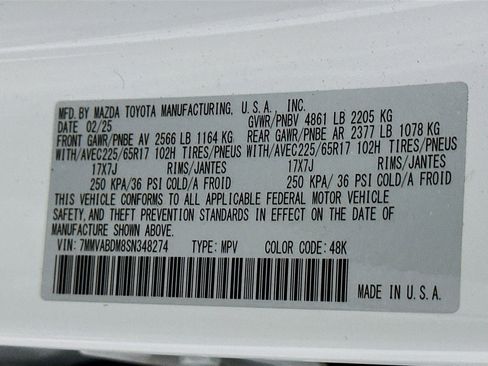 MFD. BY MAZDA TOYOTA MANUFACTURING, U.S.A., INC.
DATE 02/25 GVWR/PNBV 4861 LB 2205 KG
FRONT GAWR/PNBE AV 2566 LB 1164 KG REAR GAWR/PNBE AR 2377 LB 1078 KG
WITH/AVEC225/65R17 102H TIRES/PNEUS WITH/AVEC225/65R17 102H TIRES/PNEUS
17X7J RIMS/JANTES 17X7J RIMS/JANTES
250 KPA/ 36 PSI COLD/A FROID 250 KPA/ 36 PSI COLD/A FROID
THIS VEHICLE CONFORMS TO ALL APPLICABLE FEDERAL MOTOR VEHICLE
SAFETY, AND THEFT PREVENTION STANDARDS IN EFFECT ON THE DATE OF
MANUFACTURE SHOWN ABOVE.
VIN: 7MMVABDM8SN348274 TYPE: MPV COLOR CODE: 48K
MADE IN U.S.A.